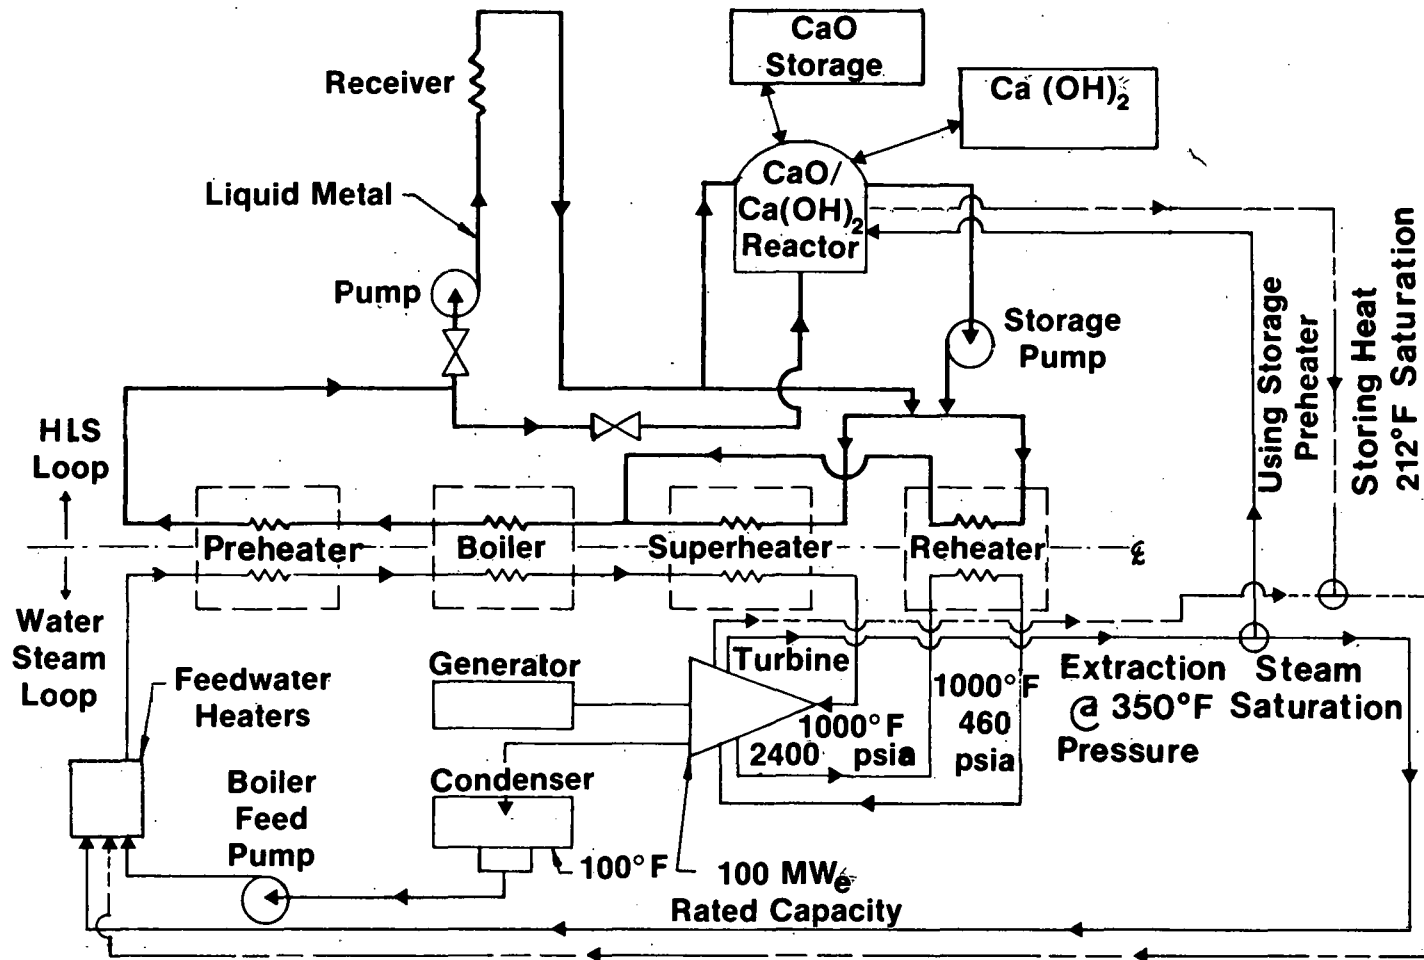 CaO
Storage
Ca (OH)2
Receiver
CaO/
Ca(OH)2
Reactor
Liquid Metal
Pump
Storage
Pump
Using Storage
Preheater
Storing Heat
212°F Saturation
HLS
Loop
Preheater
Boiler
Superheater
Reheater
℄
Water
Steam
Loop
Feedwater
Heaters
Generator
Turbine
1000°F
2400 psia
1000°F
460
psia
Extraction Steam
@ 350°F Saturation
Pressure
Condenser
Boiler
Feed
Pump
100°F
100 MWe
Rated Capacity